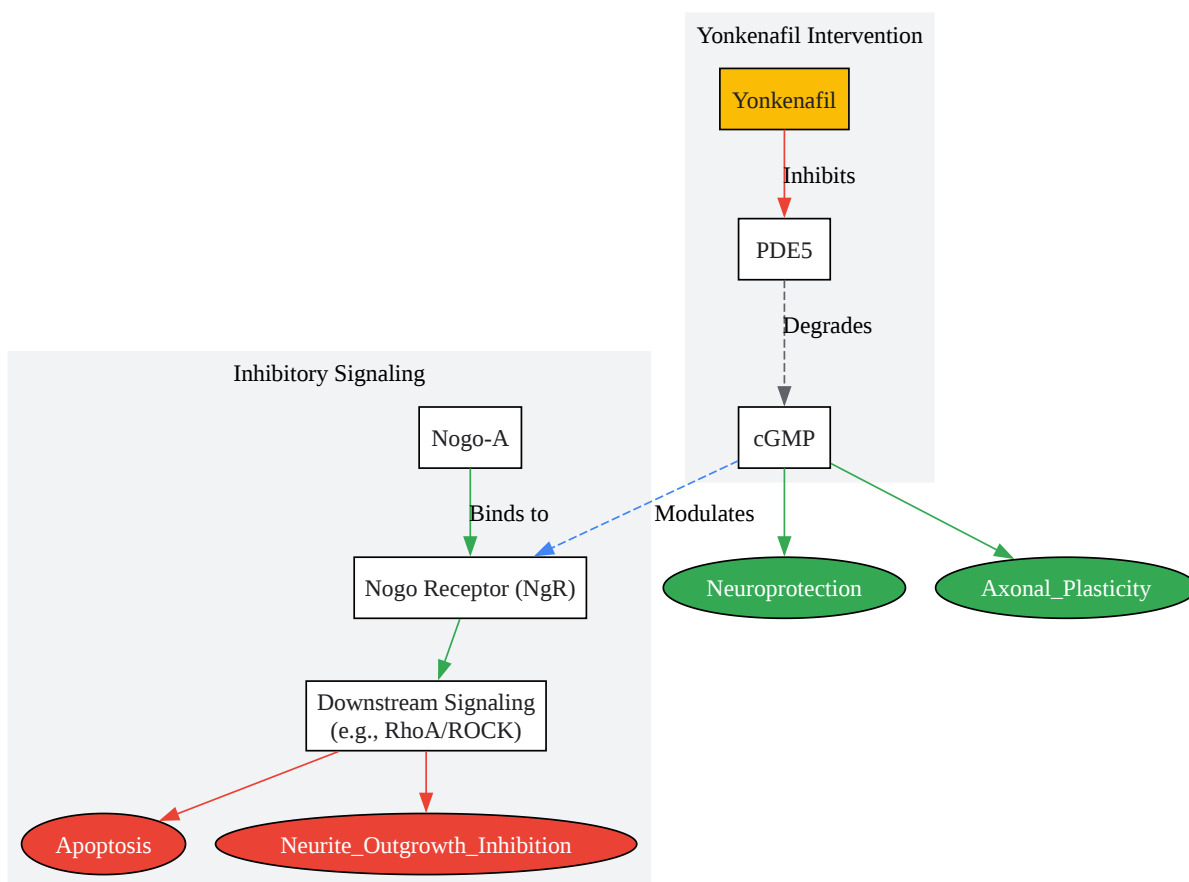 Yonkenafil Intervention
Yonkenafil
Inhibits
PDE5
Degrades
Inhibitory Signaling
Nogo-A
cGMP
Binds to
Modulates
Nogo Receptor (NgR)
Neuroprotection
Axonal_Plasticity
Downstream Signaling
(e.g., RhoA/ROCK)
Apoptosis
Neurite_Outgrowth_Inhibition